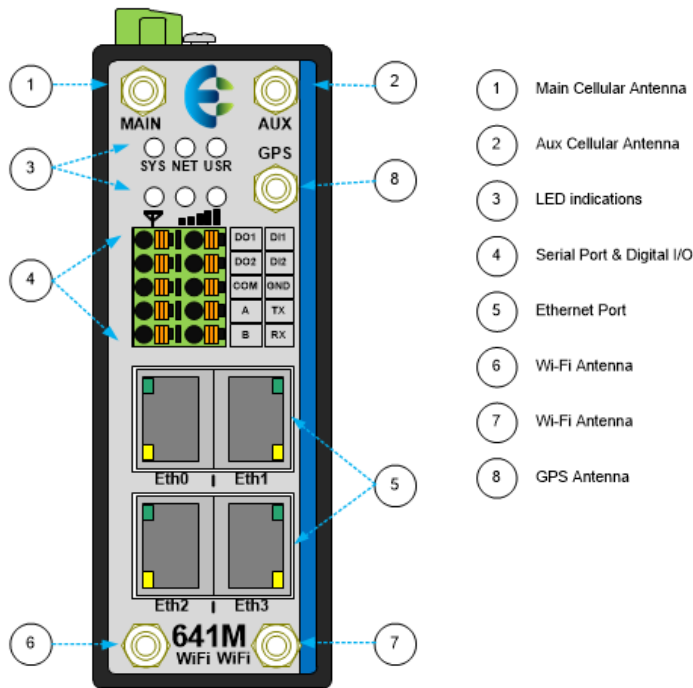 1
2
3
4
5
6
7
8
MAIN
AUX
SYS NET USR
GPS
DO1 DI1
DO2 DI2
COM GND
A TX
B RX
Eth0 Eth1
Eth2 Eth3
641M
WiFi WiFi
1 Main Cellular Antenna
2 Aux Cellular Antenna
3 LED indications
4 Serial Port & Digital I/O
5 Ethernet Port
6 Wi-Fi Antenna
7 Wi-Fi Antenna
8 GPS Antenna